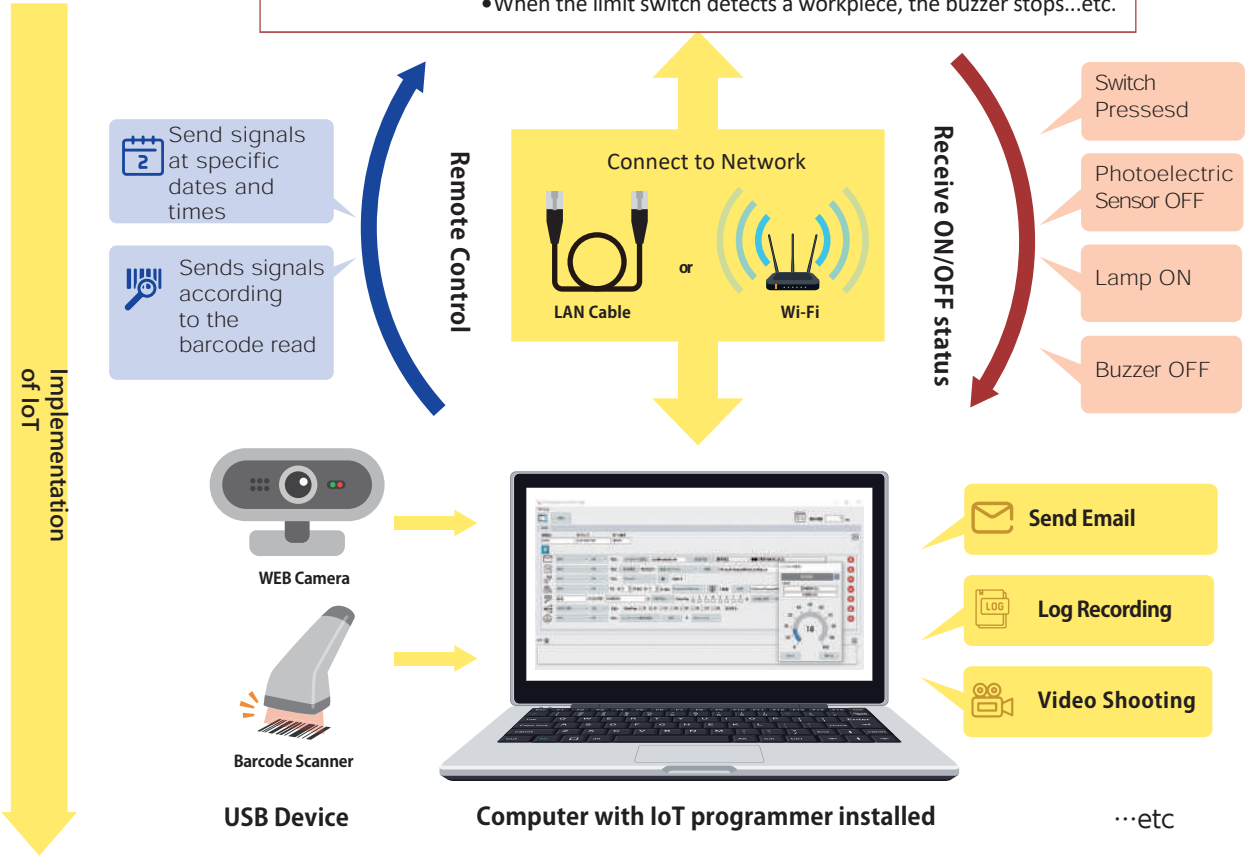 •When the limit switch detects a workpiece, the buzzer stops...etc.
Send signals
at specific
dates and
times
2
Sends signals
according
to the
barcode read
Remote Control
Connect to Network
or
LAN Cable
Wi-Fi
Receive ON/OFF status
Switch
Pressesd
Photoelectric
Sensor OFF
Lamp ON
Buzzer OFF
Implementation
of IoT
WEB Camera
Barcode Scanner
USB Device
Computer with IoT programmer installed
Send Email
LOG
Log Recording
Video Shooting
…etc